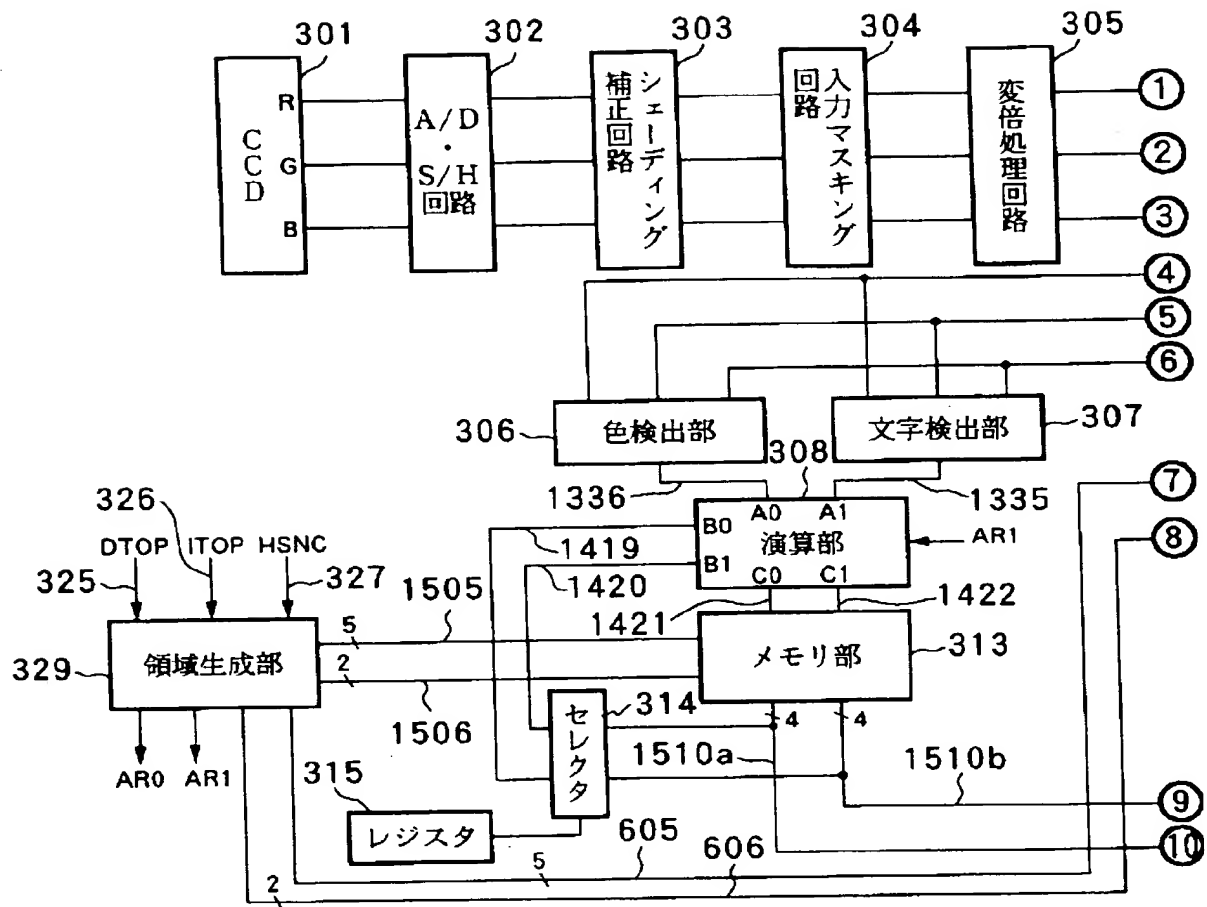 301
302
303
304
305
CCD
R
G
B
A/D
・
S/H
回路
シェーディング
補正回路
入力マスキング
回路
変倍処理回路
①
②
③
④
⑤
⑥
306
色検出部
文字検出部
307
308
1336
1335
⑦
326
DTOP ITOP HSNC
325
327
B0
B1
A0
A1
演算部
C0
C1
AR1
⑧
1419
1420
1421
1422
1505
5
329
領域生成部
2
1506
メモリ部
313
314
セレクタ
4
4
1510a
1510b
AR0
AR1
315
レジスタ
⑨
⑩
605
606
5
2